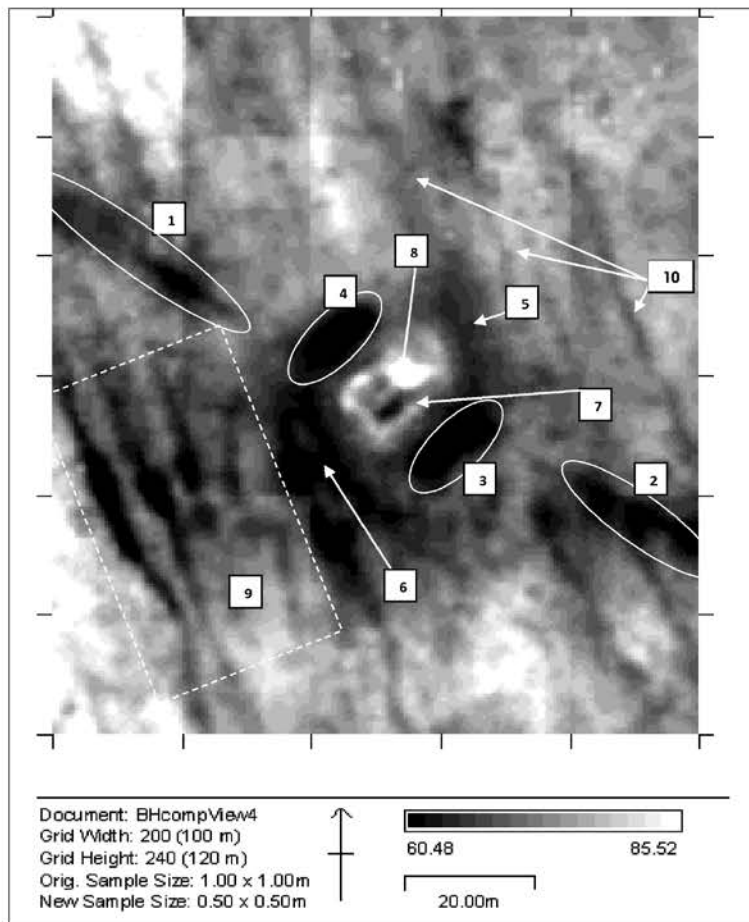 1
8
4
10
5
7
2
3
6
9
Document: BHcompView4
Grid Width: 200 (100 m)
Grid Height: 240 (120 m)
Orig. Sample Size: 1.00 x 1.00m
New Sample Size: 0.50 x 0.50m
60.48 85.52
20.00m